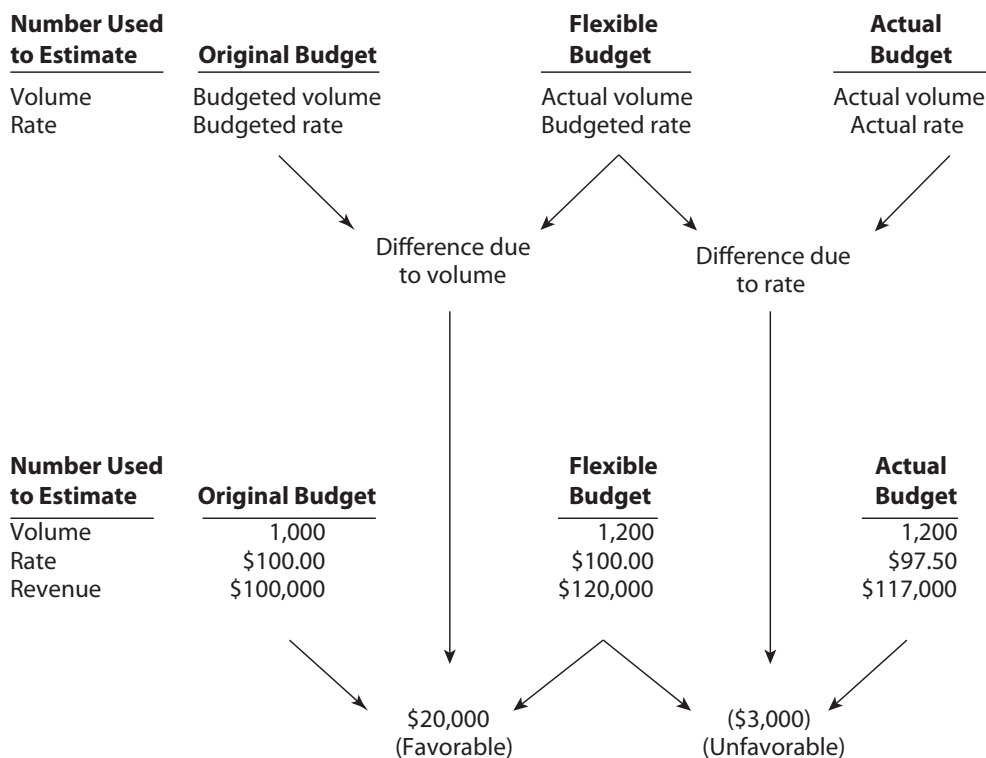 Number Used Flexible Actual
to Estimate Original Budget Budget Budget
Volume Budgeted volume Actual volume Actual volume
Rate Budgeted rate Budgeted rate Actual rate
Difference due Difference due
to volume to rate
Number Used Flexible Actual
to Estimate Original Budget Budget Budget
Volume 1,000 1,200 1,200
Rate $100.00 $100.00 $97.50
Revenue $100,000 $120,000 $117,000
$20,000 ($3,000)
(Favorable) (Unfavorable)